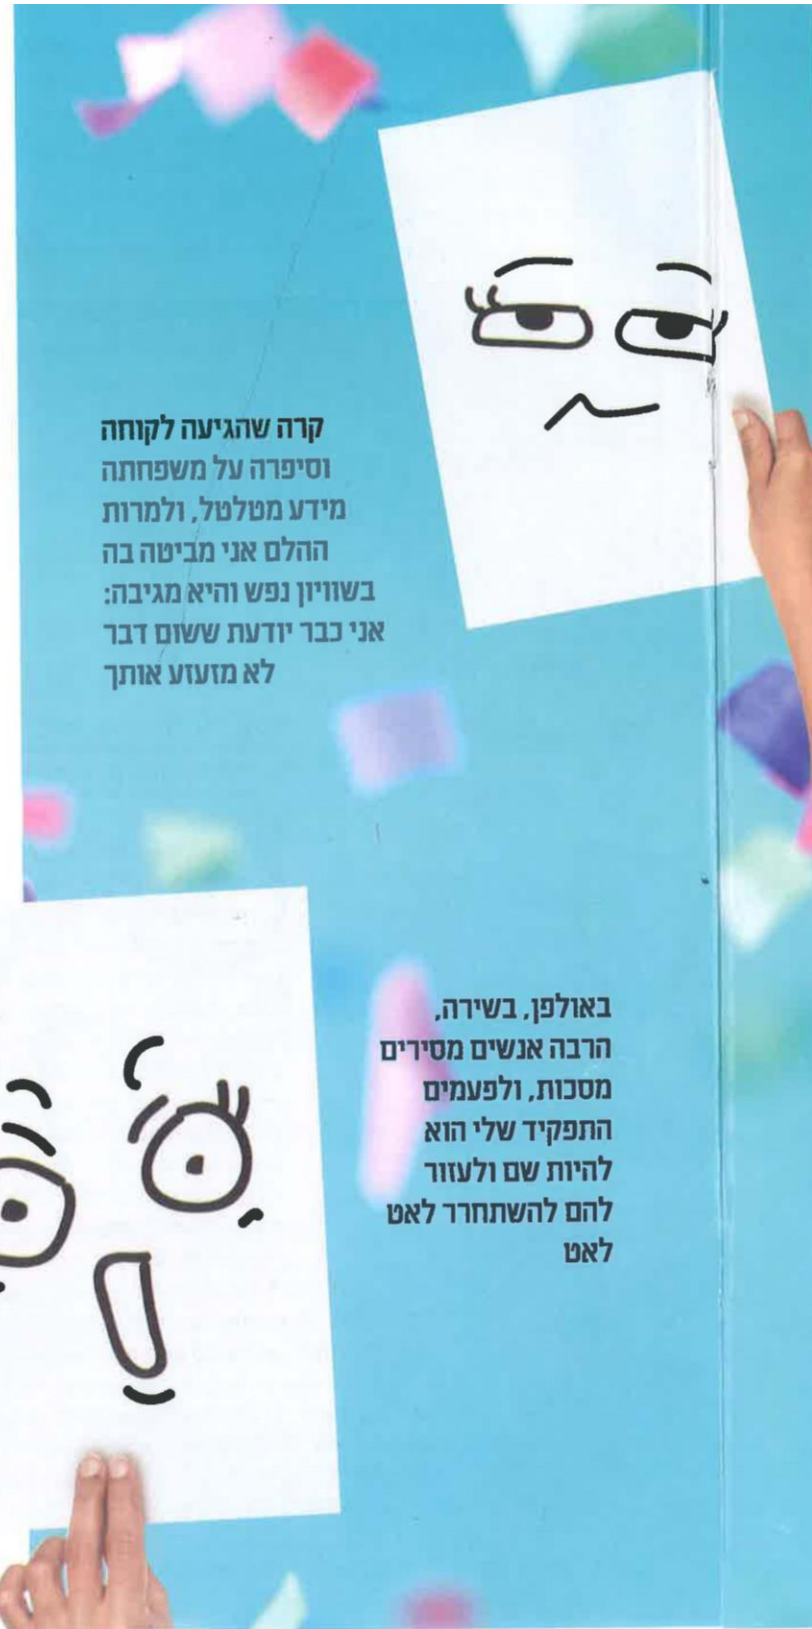 קרה שהגיעה לקוחה
וסיפרה על משפחתה
מידע מטלטל, ולמרות
ההלם אני מביטה בה
בשוויון נפש והיא מגיבה:
אני כבר יודעת ששום דבר
לא מזעזע אותך
באולפן, בשירה,
הרבה אנשים מסירים
מסכות, ולפעמים
התפקיד שלי הוא
להיות שם ולעזור
להם להשתחרר לאט
לאט